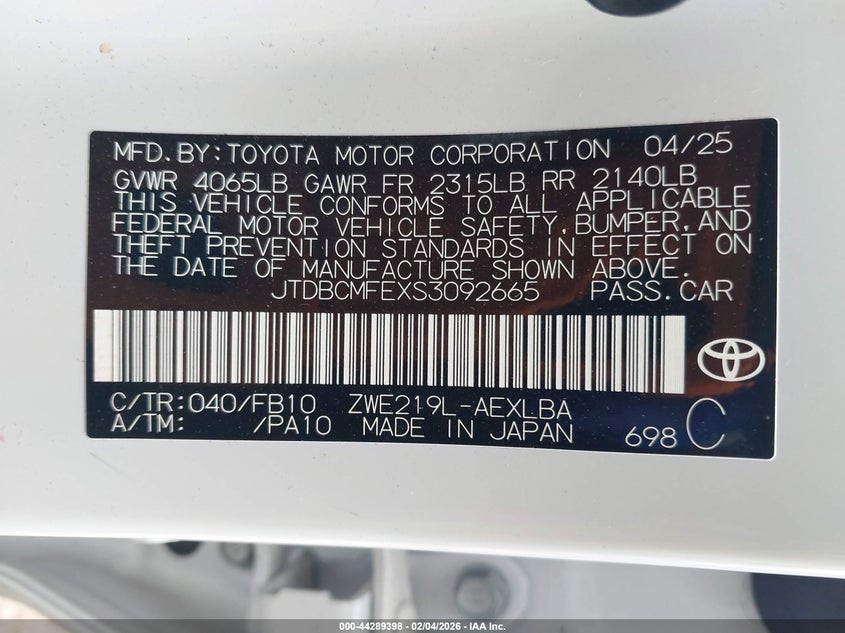 MFD.BY:TOYOTA MOTOR CORPORATION 04/25
GVWR 4065LB GAWR FR 2315LB RR 2140LB
THIS VEHICLE CONFORMS TO ALL APPLICABLE
FEDERAL MOTOR VEHICLE SAFETY,BUMPER,AND
THEFT PREVENTION STANDARDS IN EFFECT ON
THE DATE OF MANUFACTURE SHOWN ABOVE.
JTDBCMFEXS3092665 PASS.CAR
C/TR:040/FB10 ZWE219L-AEXLBA
A/TM: /PA10 MADE IN JAPAN 698 C
000-44289398 - 02/04/2026 - IAA Inc.